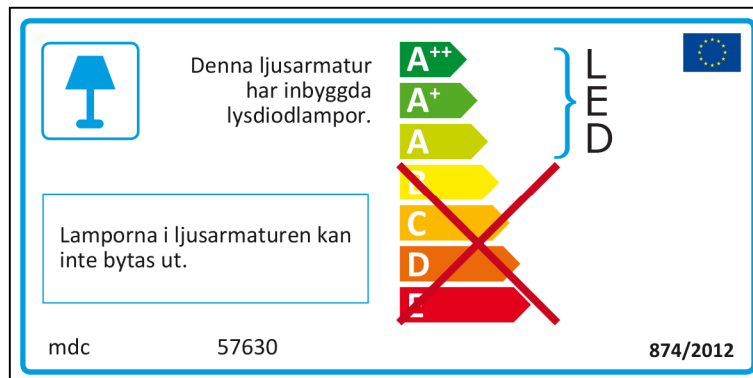 Denna ljusarmatur
har inbyggda
lysdiodlampor.
A++
A+
A
B
C
D
E
L
E
D
Lamporna i ljusarmaturen kan
inte bytas ut.
mdc 57630 874/2012